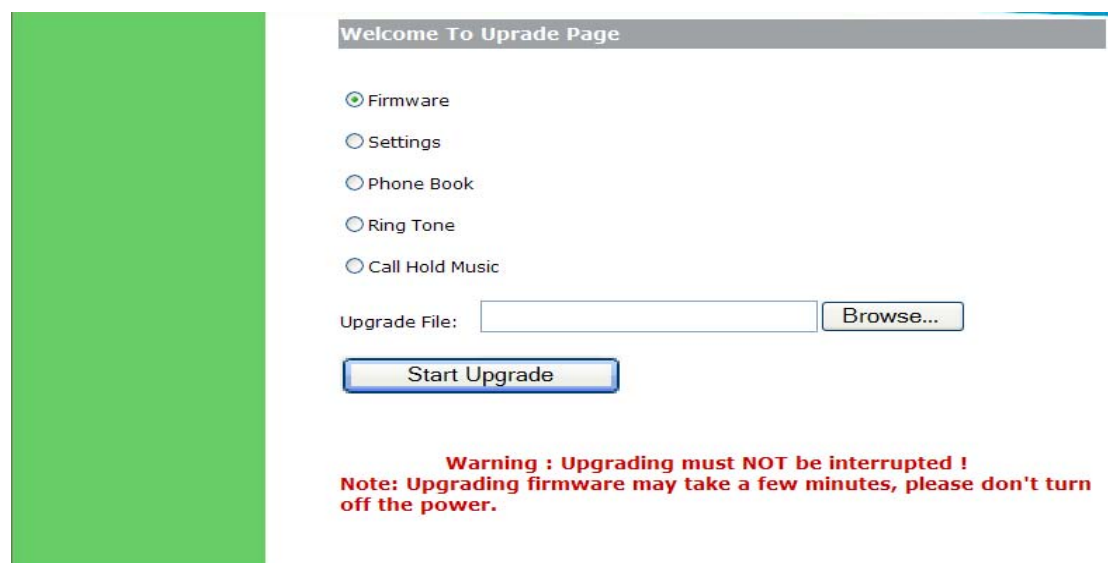 Welcome To Uprade Page
Firmware
Settings
Phone Book
Ring Tone
Call Hold Music
Upgrade File:
Browse...
Start Upgrade
Warning : Upgrading must NOT be interrupted !
Note: Upgrading firmware may take a few minutes, please don't turn
off the power.